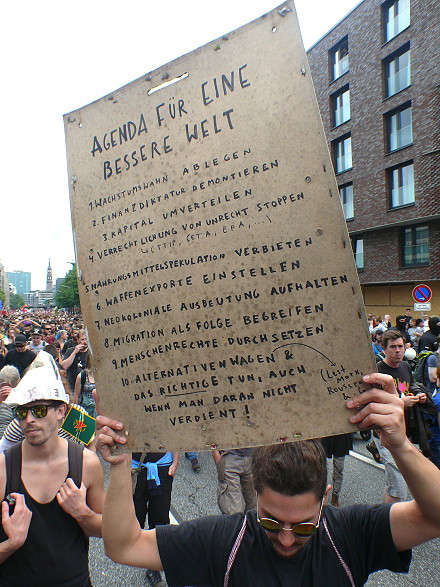 AGENDA FÜR EINE
BESSERE WELT
1. WACHSTUMSWAHN ABLEGEN
2. FINANZDIKTATUR DEMONTIEREN
3. KAPITAL UMVERTEILEN
4. VERRECHTLICHUNG VON UNRECHT STOPPEN
(TTIP, CETA, EPA, ...)
5. NAHRUNGSMITTELSPEKULATION VERBIETEN
6. WAFFENEXPORTE EINSTELLEN
7. NEOKOLONIALE AUSBEUTUNG AUFHALTEN
8. MIGRATION ALS FOLGE BEGREIFEN
9. MENSCHENRECHTE DURCHSETZEN
10. ALTERNATIVEN WAGEN &
DAS RICHTIGE TUN, AUCH
WENN MAN DARAN NICHT
VERDIENT!
(Lest
Marx,